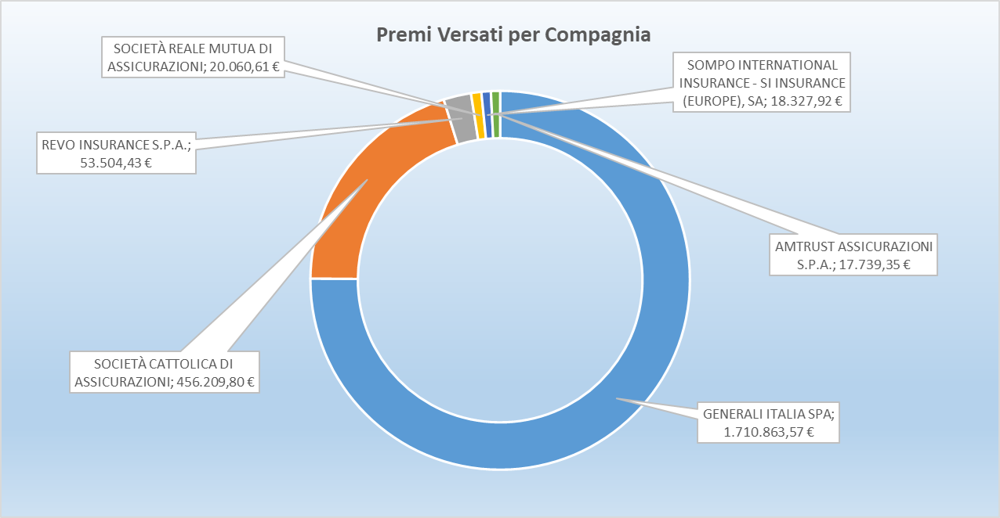 Premi Versati per Compagnia
SOCIETÀ REALE MUTUA DI
ASSICURAZIONI; 20.060,61 €
SOMPO INTERNATIONAL
INSURANCE - SI INSURANCE
(EUROPE), SA; 18.327,92 €
REVO INSURANCE S.P.A.;
53.504,43 €
AMTRUST ASSICURAZIONI
S.P.A.; 17.739,35 €
SOCIETÀ CATTOLICA DI
ASSICURAZIONI; 456.209,80 €
GENERALI ITALIA SPA;
1.710.863,57 €